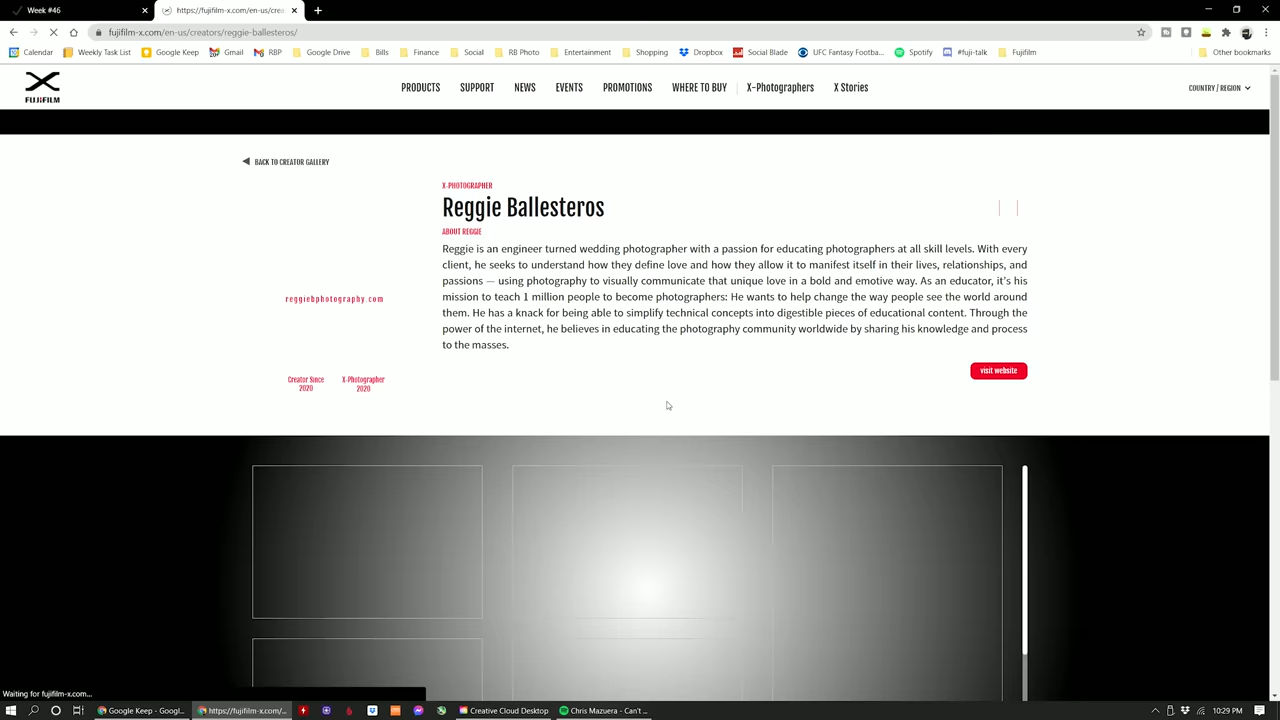 Week #46
https://fujifilm-x.com/en-us/crea
fujifilm-x.com/en-us/creators/reggie-ballesteros/
Calendar Weekly Task List Google Keep Gmail RBP Google Drive Bills Finance Social RB Photo Entertainment Shopping Dropbox Social Blade UFC Fantasy Footba... Spotify #fuji-talk Fujifilm Other bookmarks
FUJIFILM
PRODUCTS SUPPORT NEWS EVENTS PROMOTIONS WHERE TO BUY X-Photographers X Stories COUNTRY / REGION
BACK TO CREATOR GALLERY
X-PHOTOGRAPHER
Reggie Ballesteros
ABOUT REGGIE
Reggie is an engineer turned wedding photographer with a passion for educating photographers at all skill levels. With every
client, he seeks to understand how they define love and how they allow it to manifest itself in their lives, relationships, and
passions — using photography to visually communicate that unique love in a bold and emotive way. As an educator, it's his
mission to teach 1 million people to become photographers: He wants to help change the way people see the world around
them. He has a knack for being able to simplify technical concepts into digestible pieces of educational content. Through the
power of the internet, he believes in educating the photography community worldwide by sharing his knowledge and process
to the masses.
reggiebphotography.com
visit website
Creator Since
2020
X-Photographer
2020
Waiting for fujifilm-x.com...
Google Keep - Googl...
https://fujifilm-x.com/...
Creative Cloud Desktop
Chris Mazuera - Can't ...
10:29 PM